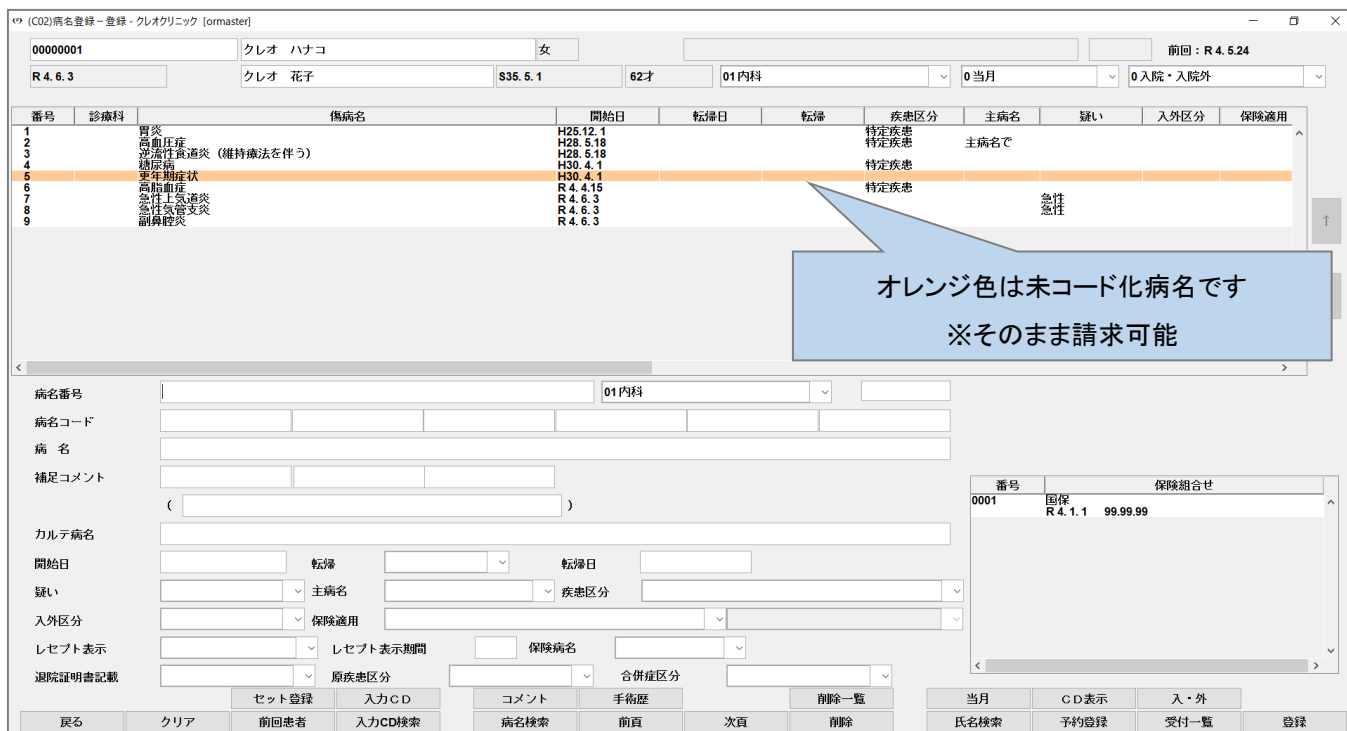 (C02)病名登録－登録 - クレオクリニック [ormaster]
00000001 クレオ ハナコ 女 前回：R 4. 5.24
R 4. 6. 3 クレオ 花子 S35. 5. 1 62才 01 内科 0 当月 0 入院・入院外
番号 診療科 傷病名 開始日 転帰日 転帰 疾患区分 主病名 疑い 入外区分 保険適用
1 胃炎 H25.12. 1 特定疾患
2 高血圧症 H28. 5.18 特定疾患 主病名で
3 逆流性食道炎（維持療法を伴う） H28. 5.18
4 糖尿病 H30. 4. 1 特定疾患
5 更年期症状 H30. 4. 1
6 高脂血症 R 4. 4.15 特定疾患
7 急性上気道炎 R 4. 6. 3 急性
8 急性気管支炎 R 4. 6. 3 急性
9 副鼻腔炎 R 4. 6. 3
↑
オレンジ色は未コード化病名です
※そのまま請求可能
病名番号 01 内科
病名コード
病 名
補足コメント
( )
カルテ病名
開始日 転帰 転帰日
疑い 主病名 疾患区分
入外区分 保険適用
レセプト表示 レセプト表示期間 保険病名
退院証明書記載 原疾患区分 合併症区分
番号 保険組合せ
0001 国保
R 4. 1. 1 99.99.99
セット登録 入力ＣＤ コメント 手術歴 削除一覧 当月 ＣＤ表示 入・外
戻る クリア 前回患者 入力CD検索 病名検索 前頁 次頁 削除 氏名検索 予約登録 受付一覧 登録